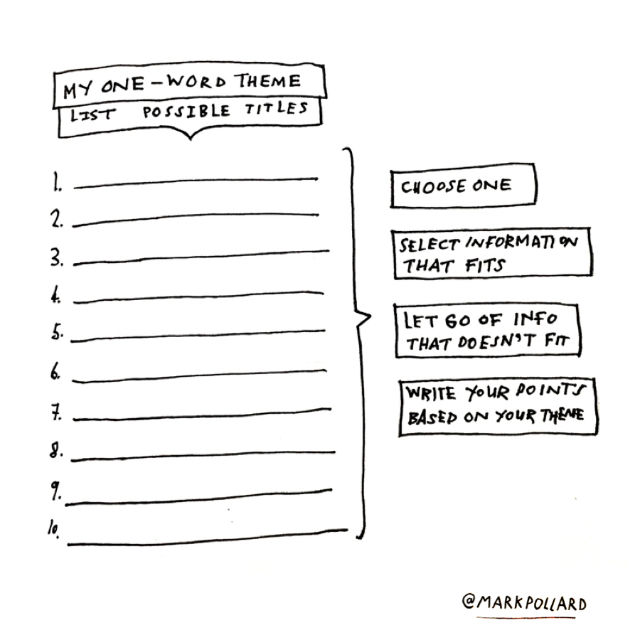 MY ONE-WORD THEME
LIST POSSIBLE TITLES
1.
2.
3.
4.
5.
6.
7.
8.
9.
10.
CHOOSE ONE
SELECT INFORMATION
THAT FITS
LET GO OF INFO
THAT DOESN'T FIT
WRITE YOUR POINTS
BASED ON YOUR THEME
@MARKPOLLARD